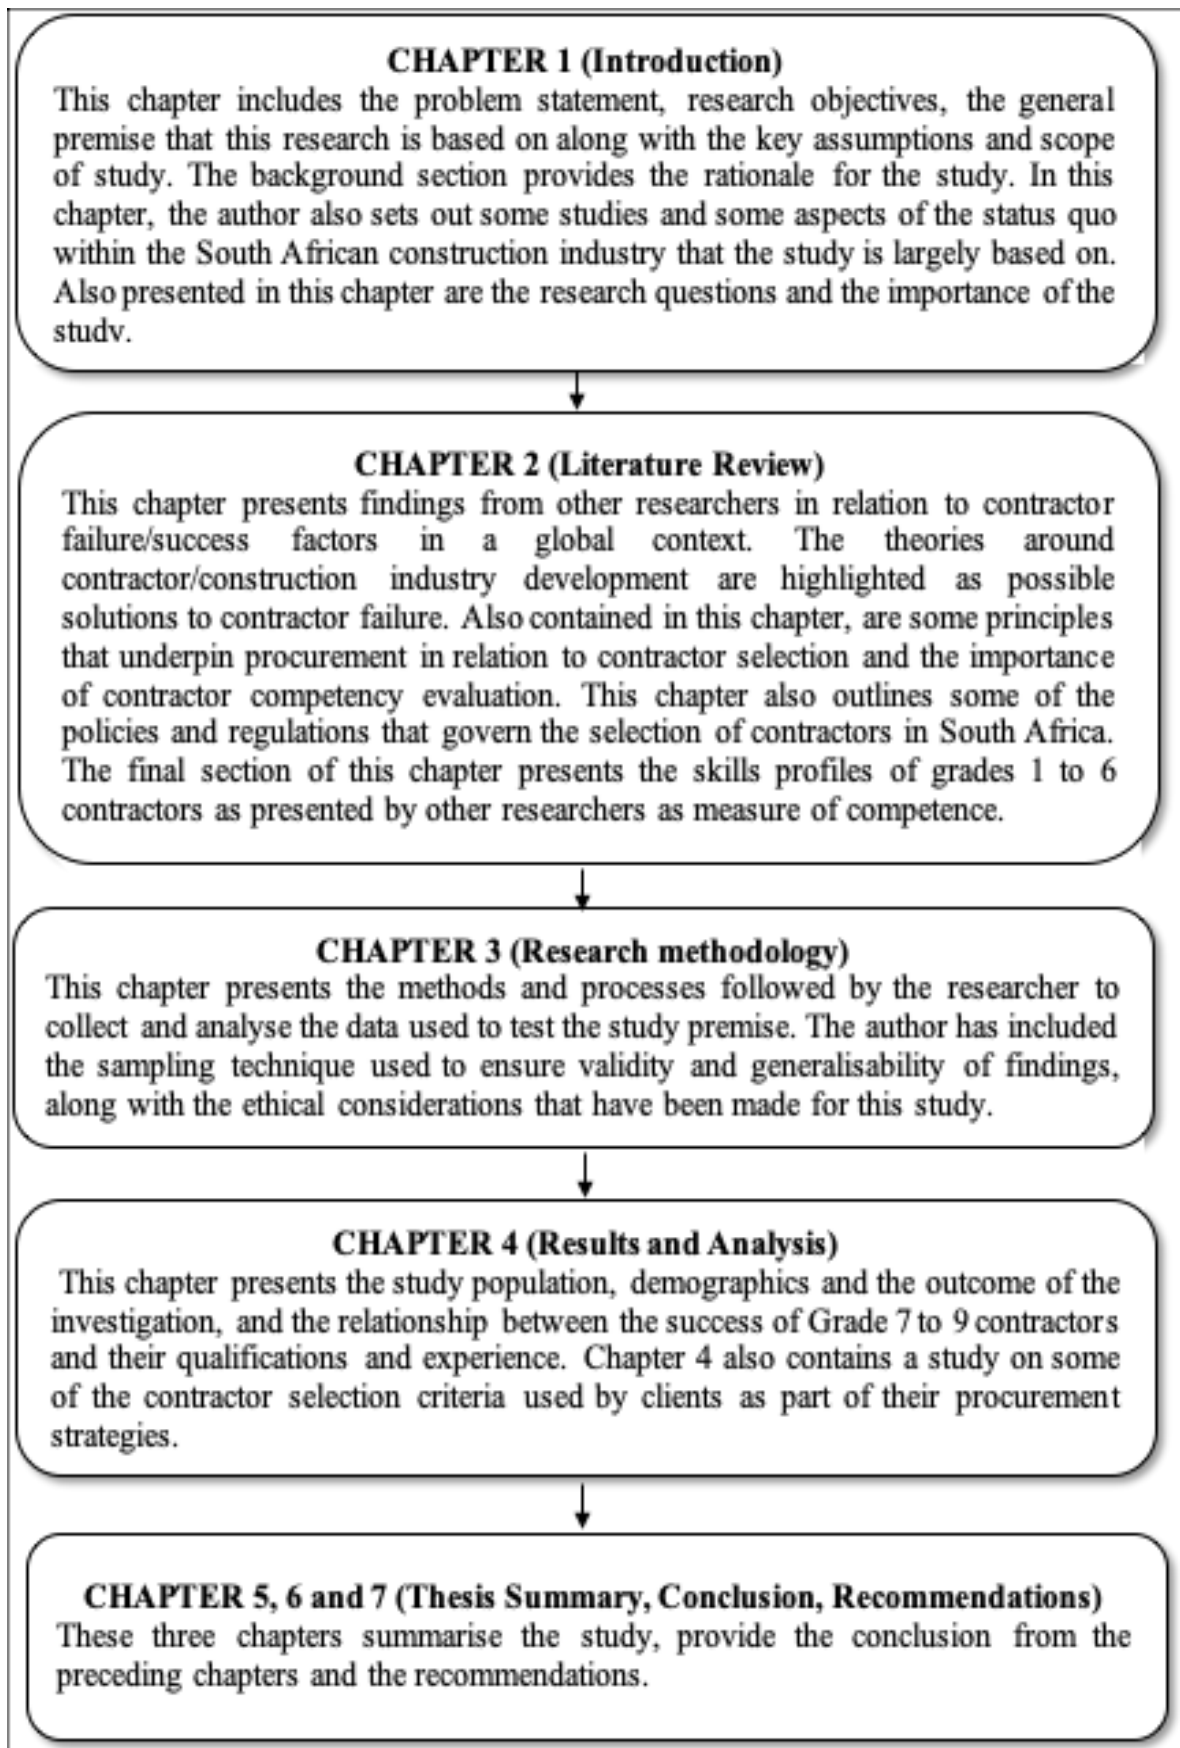 CHAPTER 1 (Introduction)
This chapter includes the problem statement, research objectives, the general
premise that this research is based on along with the key assumptions and scope
of study. The background section provides the rationale for the study. In this
chapter, the author also sets out some studies and some aspects of the status quo
within the South African construction industry that the study is largely based on.
Also presented in this chapter are the research questions and the importance of the
study.
CHAPTER 2 (Literature Review)
This chapter presents findings from other researchers in relation to contractor
failure/success factors in a global context. The theories around
contractor/construction industry development are highlighted as possible
solutions to contractor failure. Also contained in this chapter, are some principles
that underpin procurement in relation to contractor selection and the importance
of contractor competency evaluation. This chapter also outlines some of the
policies and regulations that govern the selection of contractors in South Africa.
The final section of this chapter presents the skills profiles of grades 1 to 6
contractors as presented by other researchers as measure of competence.
CHAPTER 3 (Research methodology)
This chapter presents the methods and processes followed by the researcher to
collect and analyse the data used to test the study premise. The author has included
the sampling technique used to ensure validity and generalisability of findings,
along with the ethical considerations that have been made for this study.
CHAPTER 4 (Results and Analysis)
This chapter presents the study population, demographics and the outcome of the
investigation, and the relationship between the success of Grade 7 to 9 contractors
and their qualifications and experience. Chapter 4 also contains a study on some
of the contractor selection criteria used by clients as part of their procurement
strategies.
CHAPTER 5, 6 and 7 (Thesis Summary, Conclusion, Recommendations)
These three chapters summarise the study, provide the conclusion from the
preceding chapters and the recommendations.